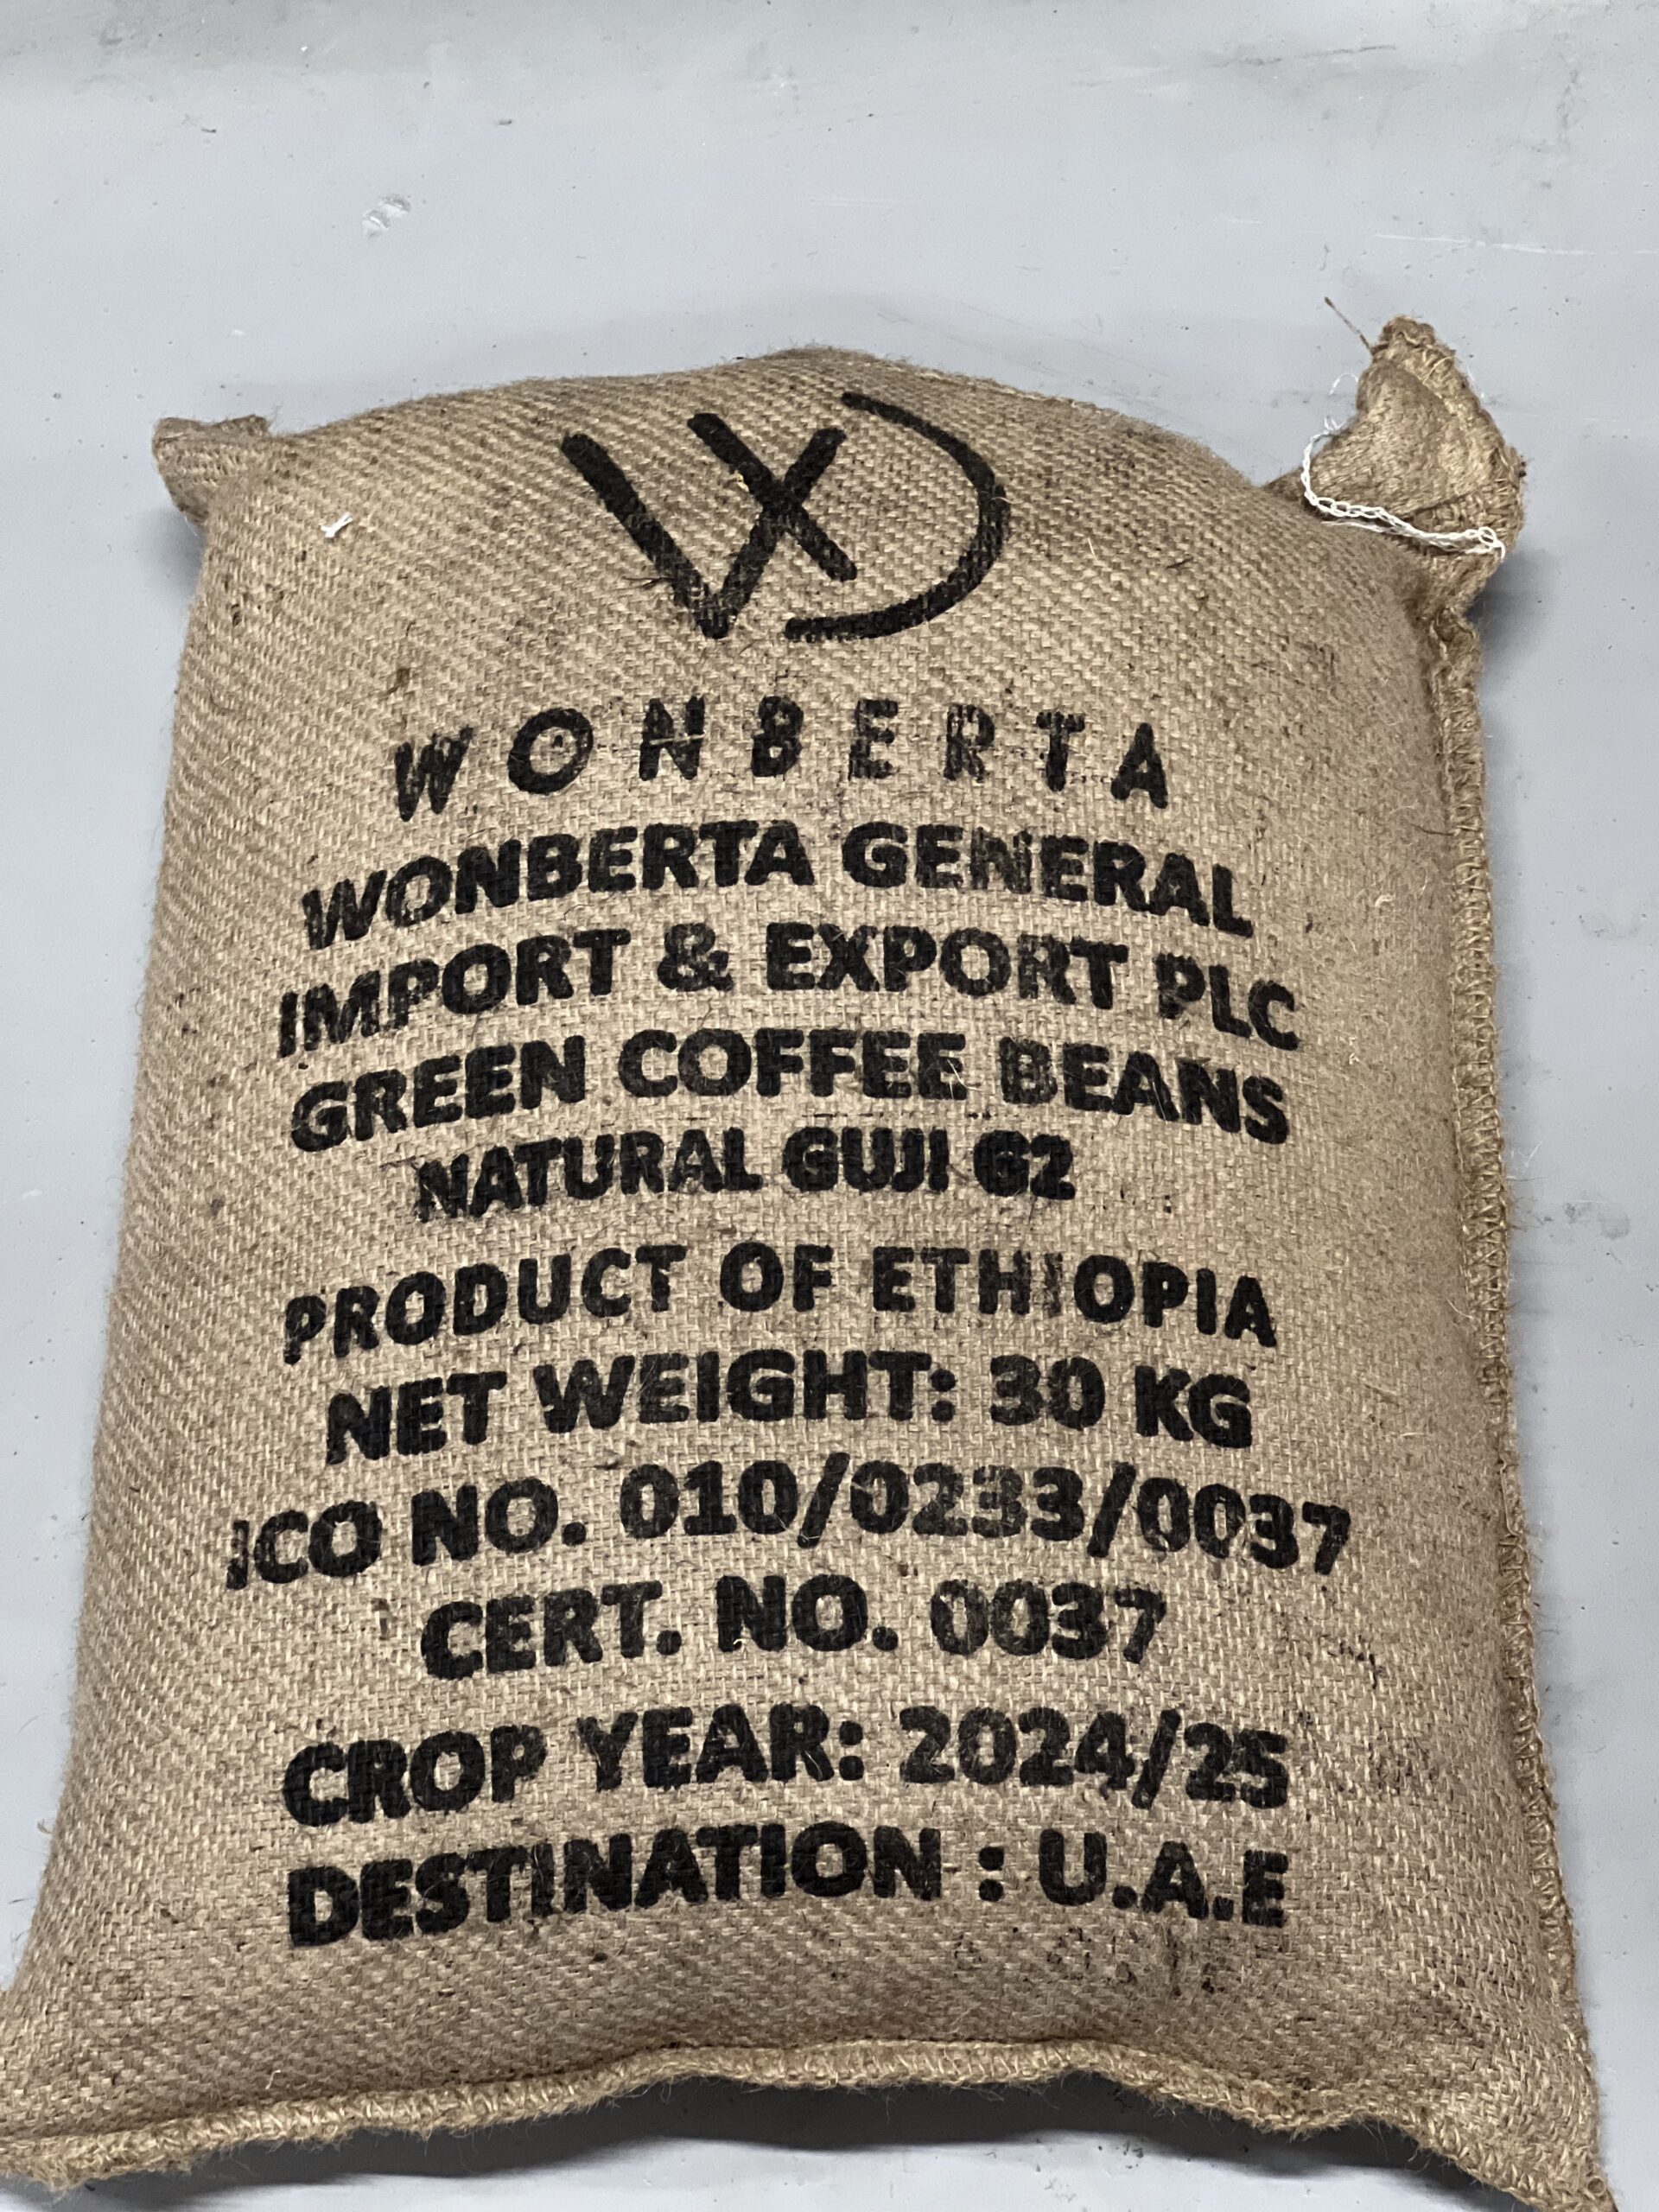 WONBERTA
WONBERTA GENERAL
IMPORT & EXPORT PLC
GREEN COFFEE BEANS
NATURAL GUJI G2
PRODUCT OF ETHIOPIA
NET WEIGHT: 30 KG
ICO NO. 010/0233/0037
CERT. NO. 0037
CROP YEAR: 2024/25
DESTINATION : U.A.E